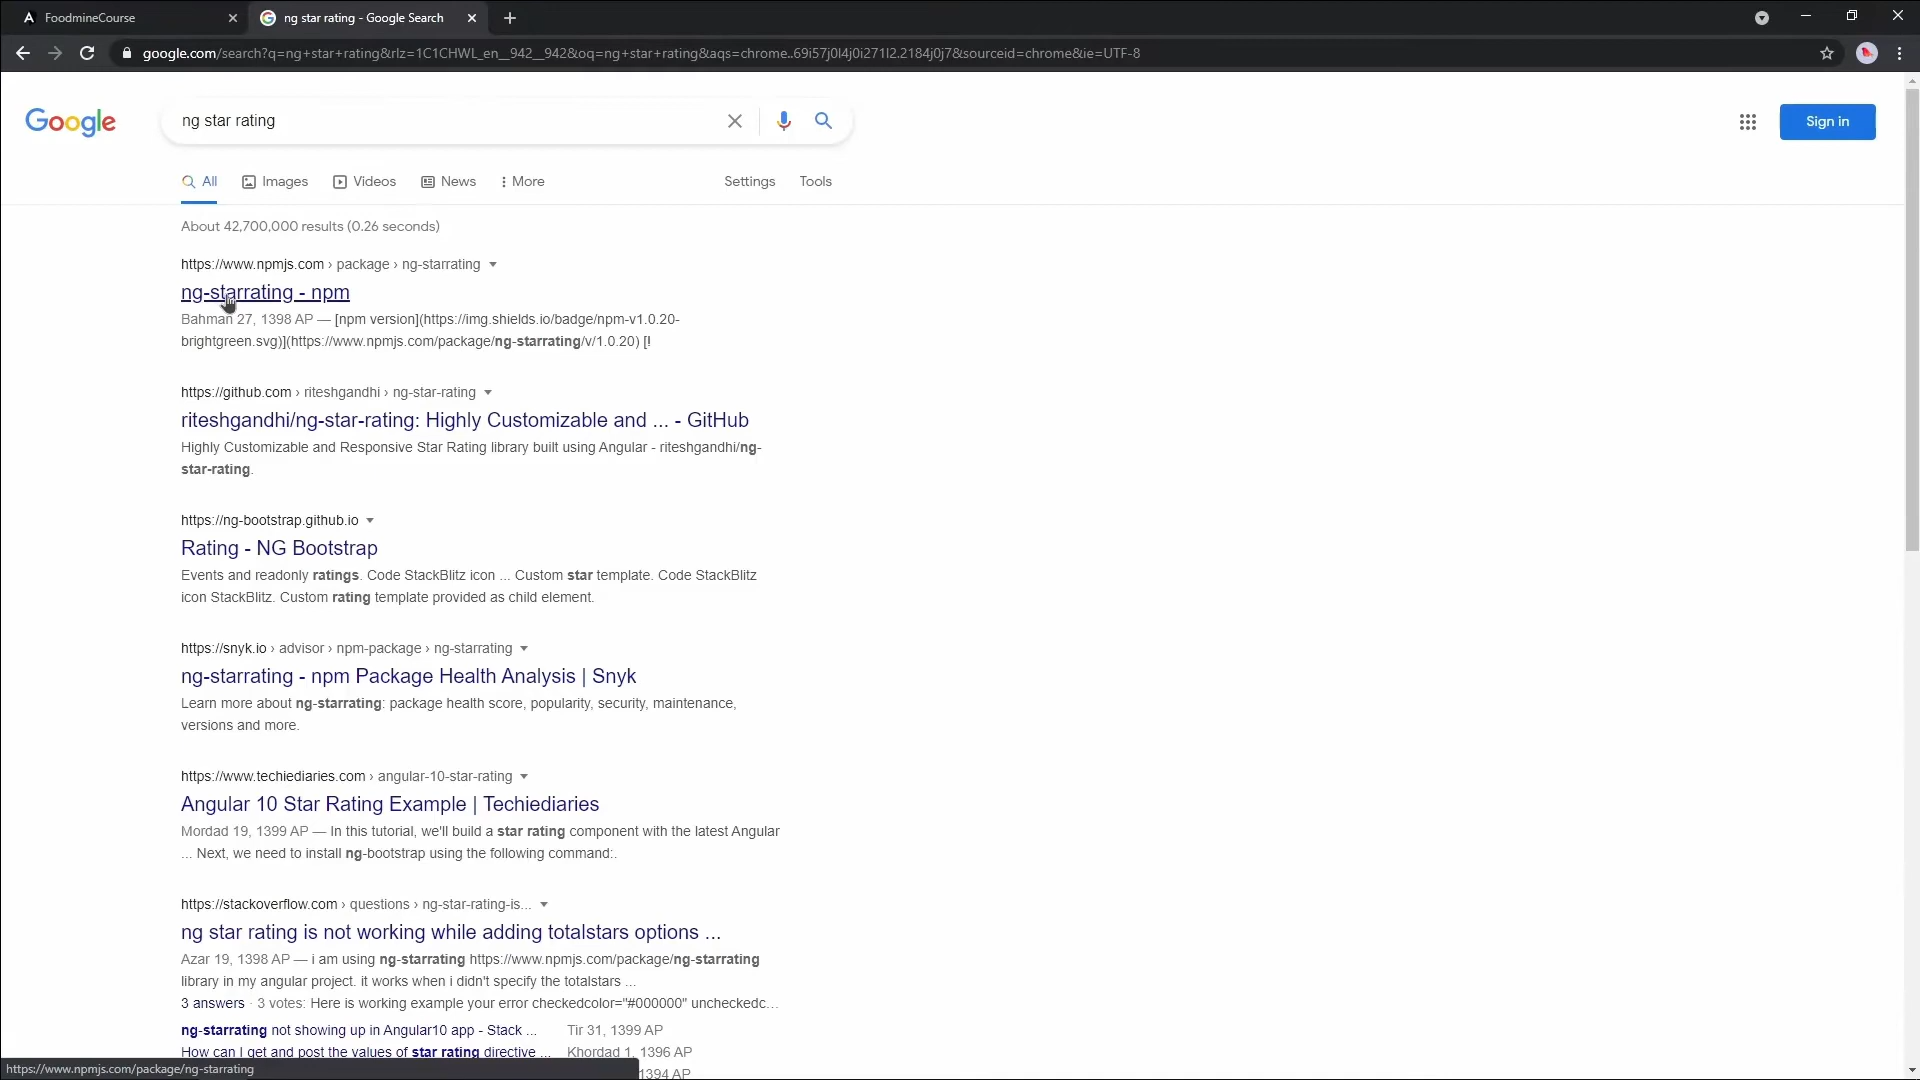 FoodmineCourse
ng star rating - Google Search
google.com/search?q=ng+star+rating&rlz=1C1CHWL_en__942__942&oq=ng+star+rating&aqs=chrome..69i57j0l4j0i271l2.2184j0j7&sourceid=chrome&ie=UTF-8
Google
ng star rating
Sign in
All Images Videos News More Settings Tools
About 42,700,000 results (0.26 seconds)
https://www.npmjs.com › package › ng-starrating
ng-starrating - npm
Bahman 27, 1398 AP — [npm version](https://img.shields.io/badge/npm-v1.0.20-
brightgreen.svg)](https://www.npmjs.com/package/ng-starrating/v/1.0.20) [!
https://github.com › riteshgandhi › ng-star-rating
riteshgandhi/ng-star-rating: Highly Customizable and ... - GitHub
Highly Customizable and Responsive Star Rating library built using Angular - riteshgandhi/ng-
star-rating.
https://ng-bootstrap.github.io
Rating - NG Bootstrap
Events and readonly ratings. Code StackBlitz icon ... Custom star template. Code StackBlitz
icon StackBlitz. Custom rating template provided as child element.
https://snyk.io › advisor › npm-package › ng-starrating
ng-starrating - npm Package Health Analysis | Snyk
Learn more about ng-starrating: package health score, popularity, security, maintenance,
versions and more.
https://www.techiediaries.com › angular-10-star-rating
Angular 10 Star Rating Example | Techiediaries
Mordad 19, 1399 AP — In this tutorial, we'll build a star rating component with the latest Angular
... Next, we need to install ng-bootstrap using the following command:.
https://stackoverflow.com › questions › ng-star-rating-is...
ng star rating is not working while adding totalstars options ...
Azar 19, 1398 AP — i am using ng-starrating https://www.npmjs.com/package/ng-starrating
library in my angular project. it works when i didn't specify the totalstars ...
3 answers · 3 votes: Here is working example your error checkedcolor="#000000" uncheckedc...
ng-starrating not showing up in Angular10 app - Stack ... Tir 31, 1399 AP
How can I get and post the values of star rating directive ... Khordad 1, 1396 AP
1394 AP
https://www.npmjs.com/package/ng-starrating